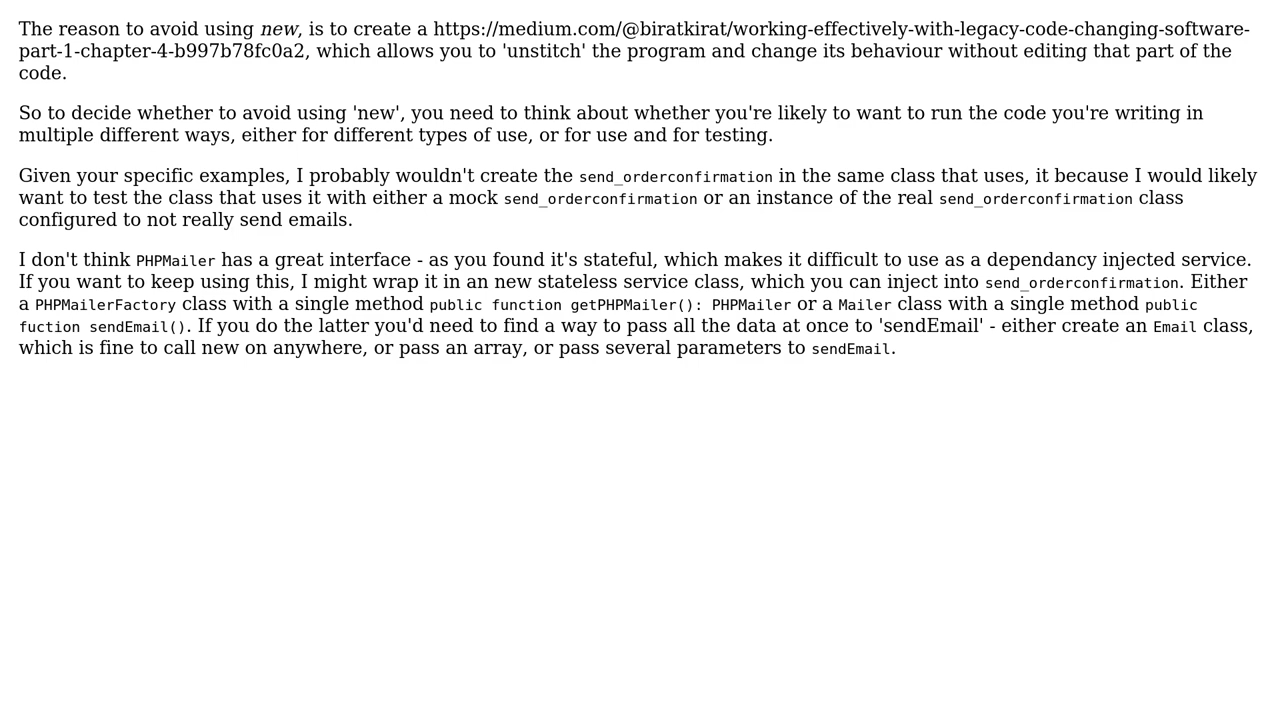 The reason to avoid using new, is to create a https://medium.com/@biratkirat/working-effectively-with-legacy-code-changing-software-
part-1-chapter-4-b997b78fc0a2, which allows you to 'unstitch' the program and change its behaviour without editing that part of the
code.
So to decide whether to avoid using 'new', you need to think about whether you're likely to want to run the code you're writing in
multiple different ways, either for different types of use, or for use and for testing.
Given your specific examples, I probably wouldn't create the send_orderconfirmation in the same class that uses, it because I would likely
want to test the class that uses it with either a mock send_orderconfirmation or an instance of the real send_orderconfirmation class
configured to not really send emails.
I don't think PHPMailer has a great interface - as you found it's stateful, which makes it difficult to use as a dependancy injected service.
If you want to keep using this, I might wrap it in an new stateless service class, which you can inject into send_orderconfirmation. Either
a PHPMailerFactory class with a single method public function getPHPMailer(): PHPMailer or a Mailer class with a single method public
fuction sendEmail(). If you do the latter you'd need to find a way to pass all the data at once to 'sendEmail' - either create an Email class,
which is fine to call new on anywhere, or pass an array, or pass several parameters to sendEmail.